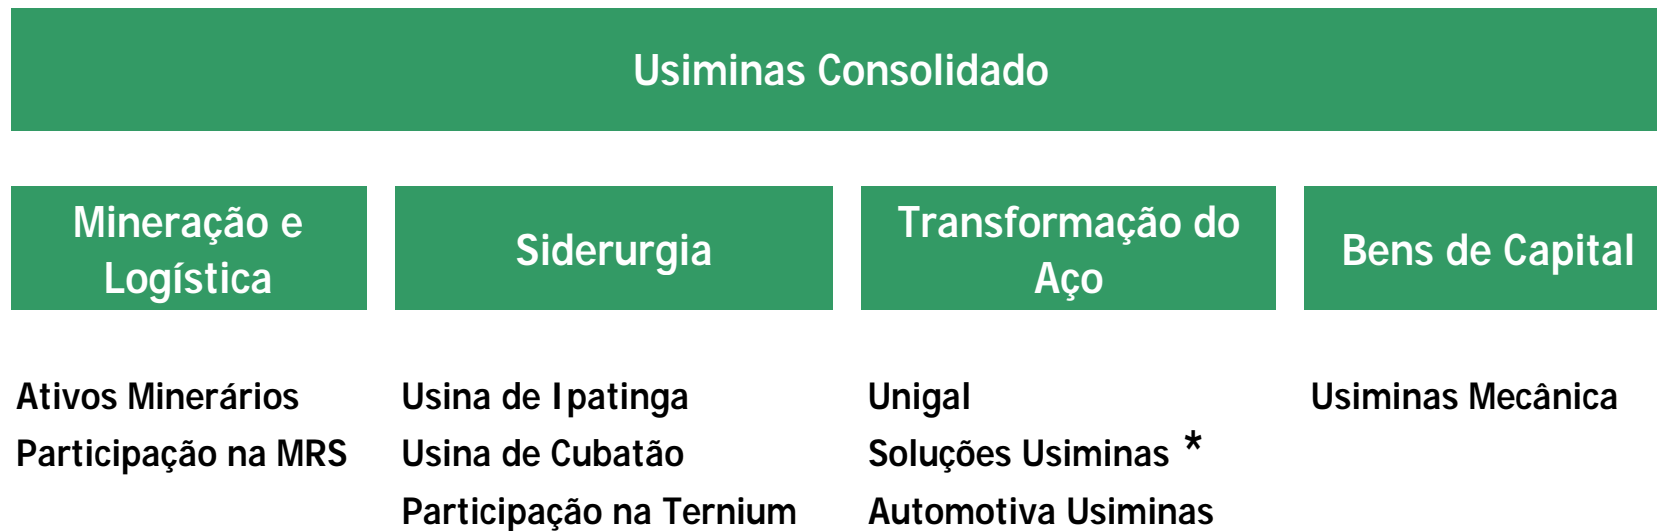 Usiminas Consolidado
Mineração e
Logística
Siderurgia
Transformação do
Aço
Bens de Capital
Ativos Minerários
Participação na MRS
Usina de Ipatinga
Usina de Cubatão
Participação na Ternium
Unigal
Soluções Usiminas *
Automotiva Usiminas
Usiminas Mecânica